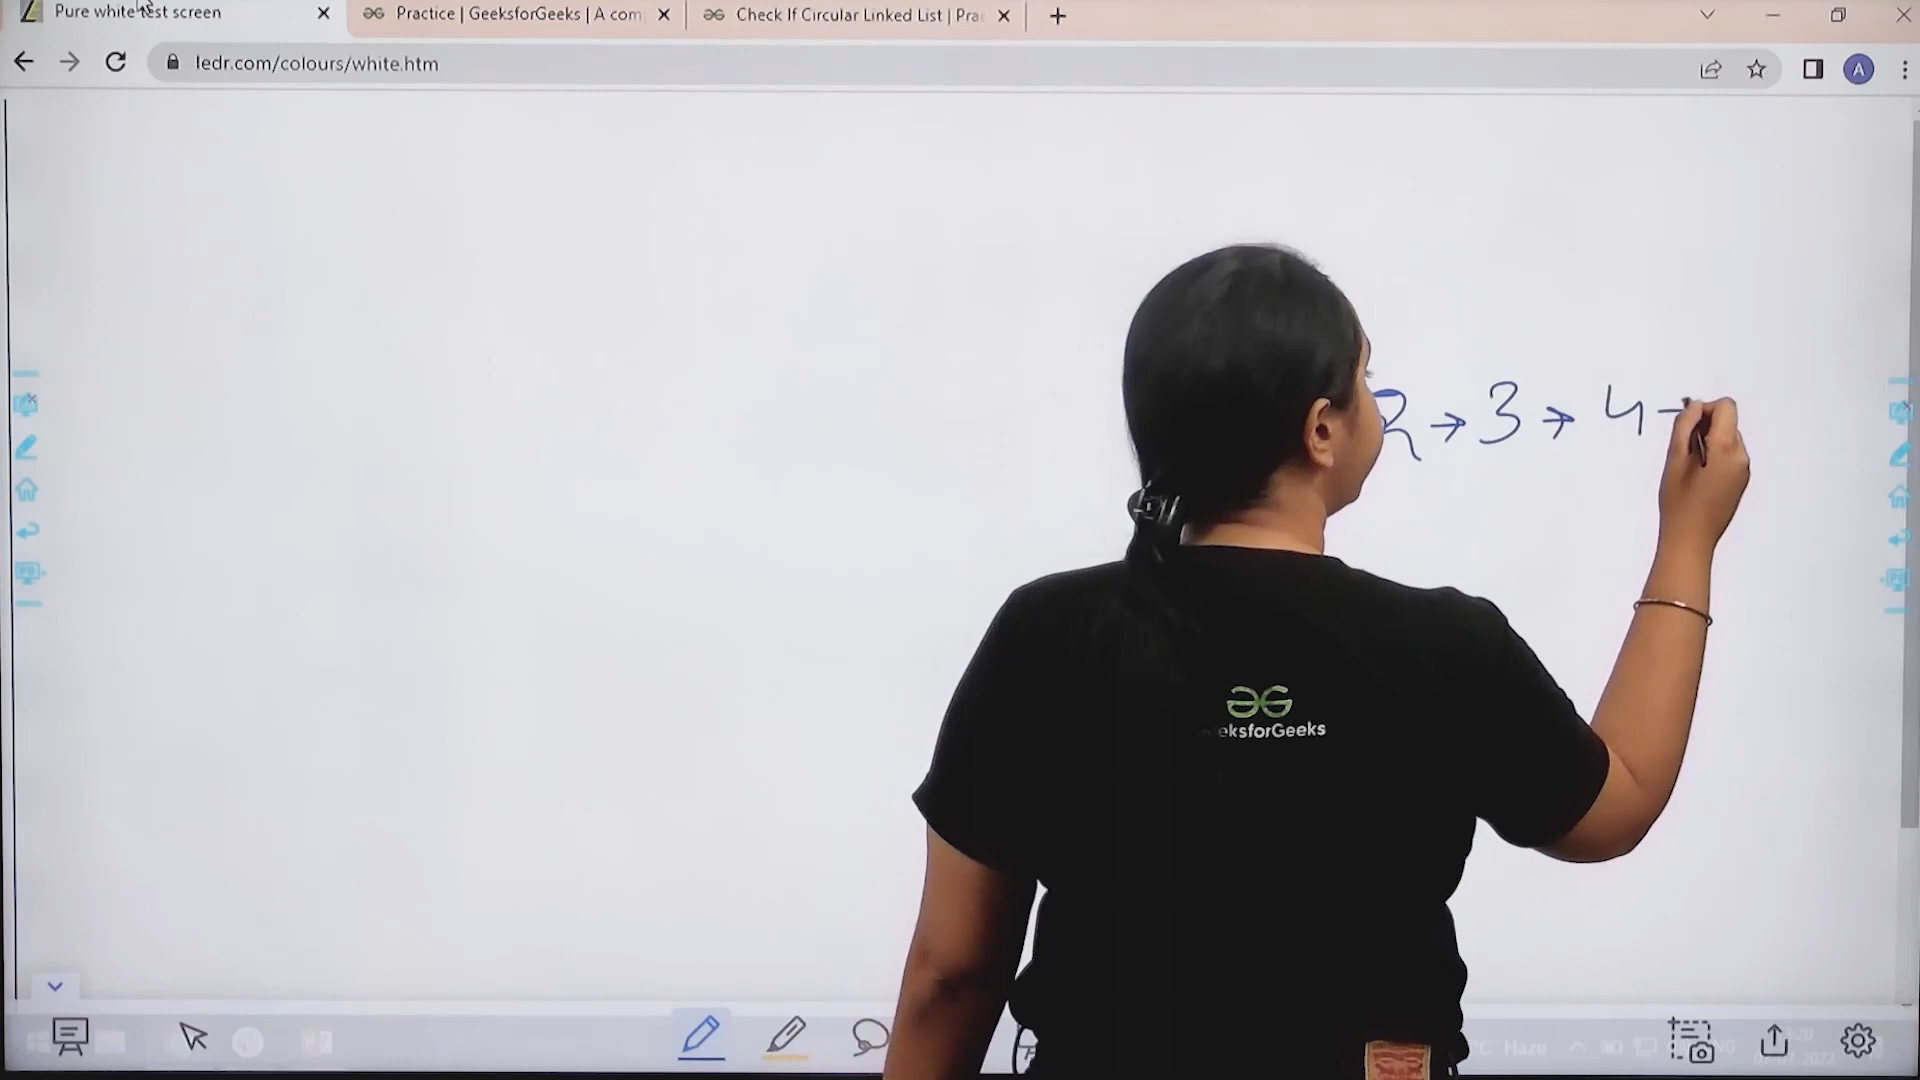 Pure white test screen
Practice | GeeksforGeeks | A com
Check If Circular Linked List | Pra
ledr.com/colours/white.htm
A
2 → 3 → 4 -
eksforGeeks
Haze